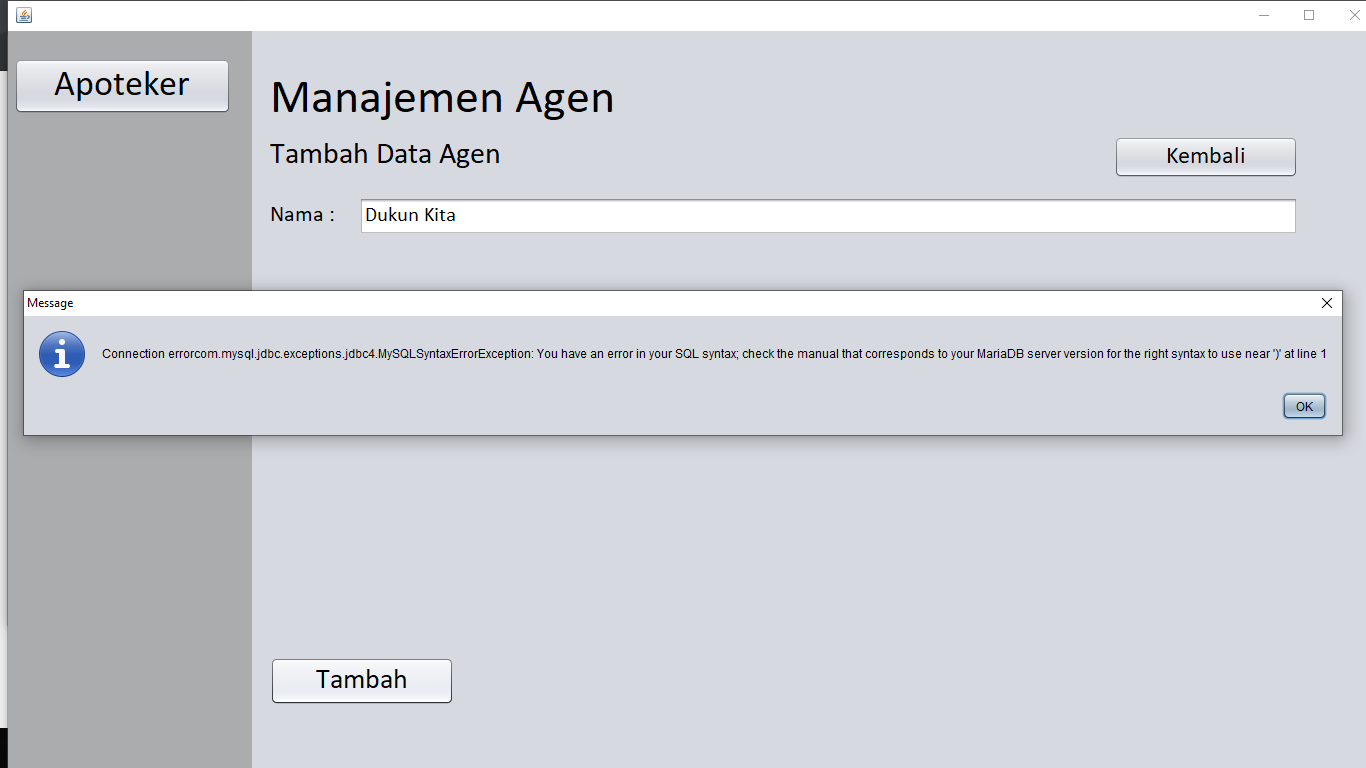 Apoteker
Manajemen Agen
Tambah Data Agen
Kembali
Nama :
Dukun Kita
Message
Connection errorcom.mysql.jdbc.exceptions.jdbc4.MySQLSyntaxErrorException: You have an error in your SQL syntax; check the manual that corresponds to your MariaDB server version for the right syntax to use near ')' at line 1
OK
Tambah